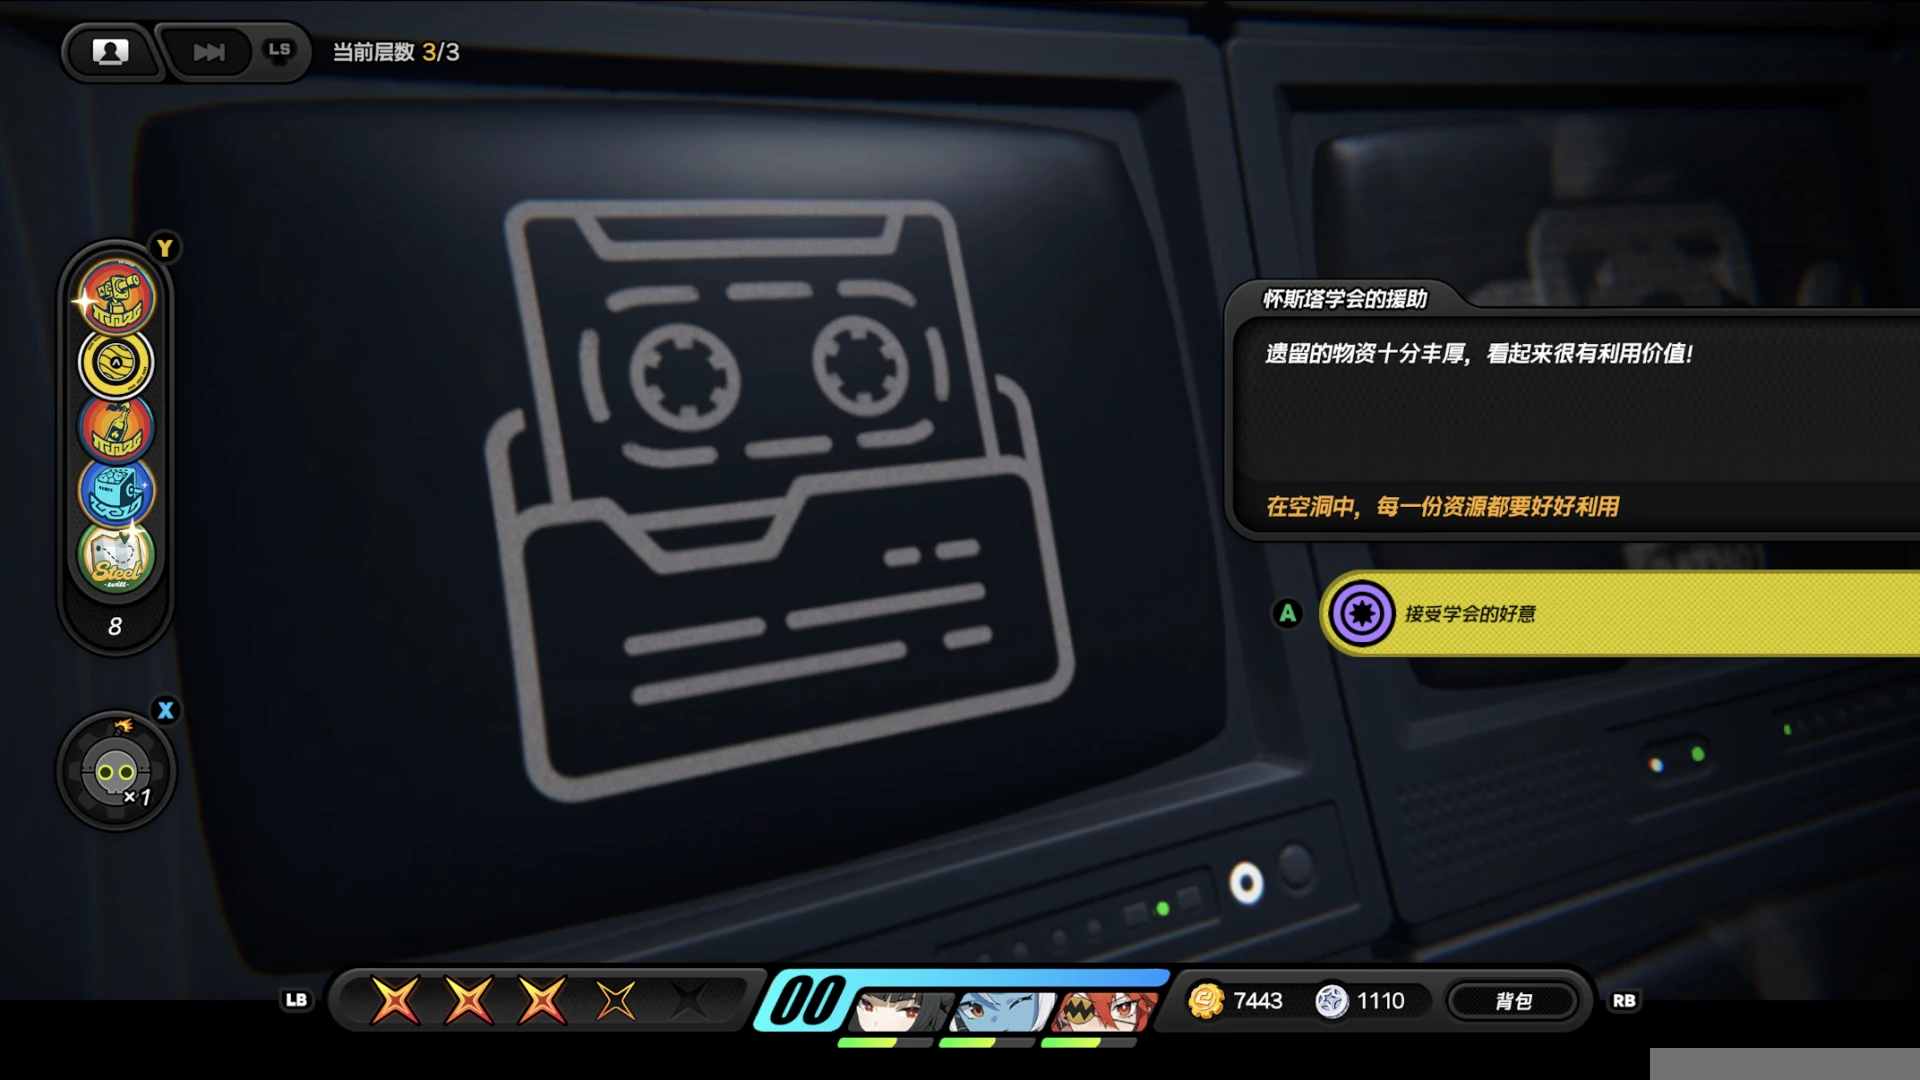 LS
当前层数 3/3
Y
Steel
8
X
×1
怀斯塔学会的援助
遗留的物资十分丰厚，看起来很有利用价值！
在空洞中，每一份资源都要好好利用
A
接受学会的好意
LB
00
7443
1110
背包
RB